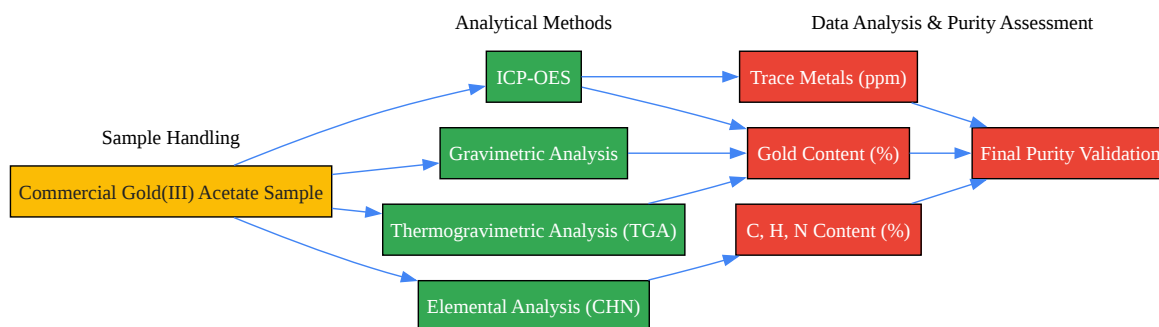 Analytical Methods
Data Analysis & Purity Assessment
ICP-OES
Trace Metals (ppm)
Sample Handling
Gravimetric Analysis
Gold Content (%)
Final Purity Validation
Commercial Gold(III) Acetate Sample
Thermogravimetric Analysis (TGA)
C, H, N Content (%)
Elemental Analysis (CHN)